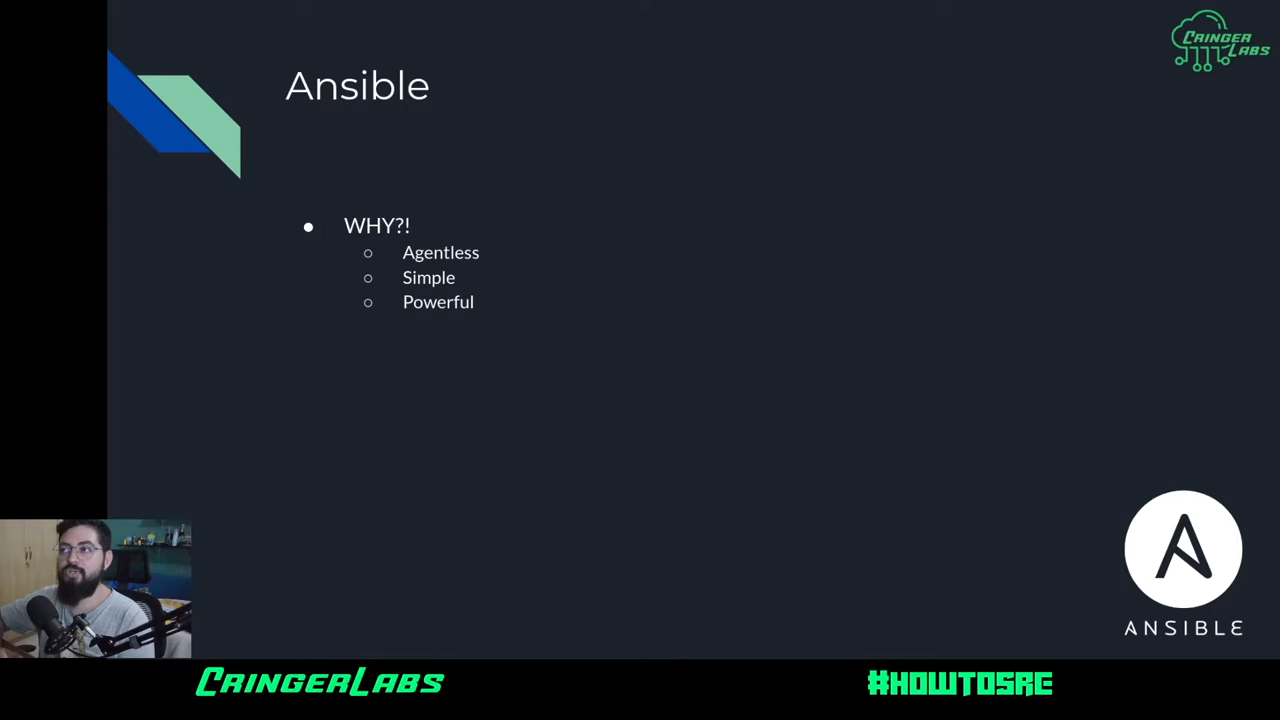 CRINGER
LABS
Ansible
WHY?!
Agentless
Simple
Powerful
ANSIBLE
CRINGERLABS
#HOWTOSRE